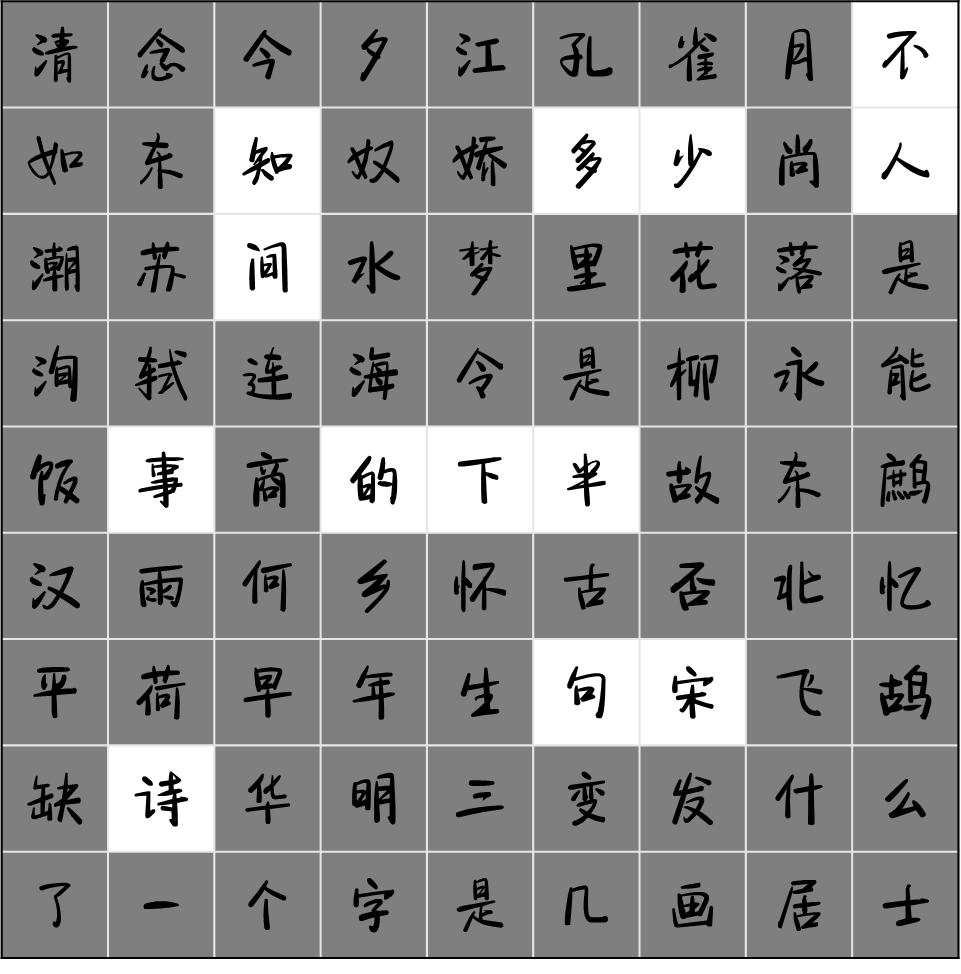 清念今夕江孔雀月不
如东知奴娇多少尚人
潮苏间水梦里花落是
洵轼连海令是柳永能
饭事商的下半故东鹧
汉雨何乡怀古否北忆
平荷早年生句宋飞鸪
缺诗华明三变发什么
了一个字是几画居士